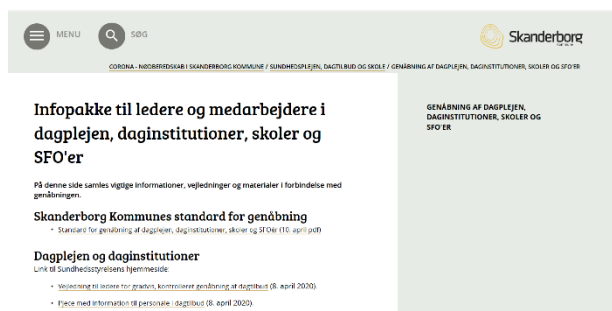 MENU
SØG
Skanderborg
CORONA - NØDBEREDSKAB I SKANDERBORG KOMMUNE / SUNDHEDSPLEJEN, DAGTILBUD OG SKOLE / GENÅBNING AF DAGPLEJEN, DAGINSTITUTIONER, SKOLER OG SFO'ER
Infopakke til ledere og medarbejdere i
dagplejen, daginstitutioner, skoler og
SFO'er
GENÅBNING AF DAGPLEJEN,
DAGINSTITUTIONER, SKOLER OG
SFO'ER
På denne side samles vigtige informationer, vejledninger og materialer i forbindelse med
genåbningen.
Skanderborg Kommunes standard for genåbning
• Standard for genåbning af dagplejen, daginstitutioner, skoler og SFOér (10. april pdf)
Dagplejen og daginstitutioner
Link til Sundhedsstyrelsens hjemmeside:
• Vejledning til ledere for gradvis, kontrolleret genåbning af dagtilbud (8. april 2020).
• Pjece med information til personale i dagtilbud (8. april 2020).